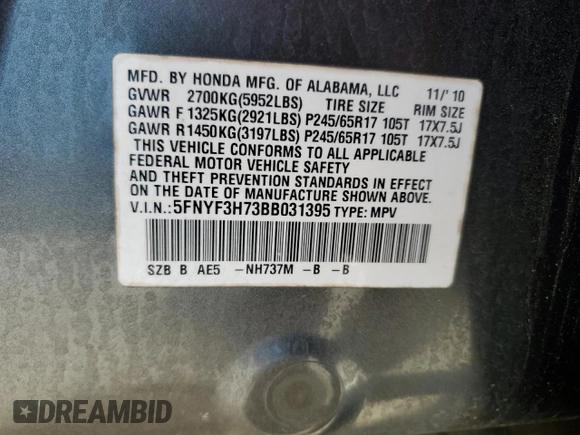 MFD. BY HONDA MFG. OF ALABAMA, LLC 11/'10
GVWR 2700KG(5952LBS) TIRE SIZE RIM SIZE
GAWR F 1325KG(2921LBS) P245/65R17 105T 17X7.5J
GAWR R 1450KG(3197LBS) P245/65R17 105T 17X7.5J
THIS VEHICLE CONFORMS TO ALL APPLICABLE
FEDERAL MOTOR VEHICLE SAFETY
AND THEFT PREVENTION STANDARDS IN EFFECT
ON THE DATE OF MANUFACTURE SHOWN ABOVE.
V.I.N.:5FNYF3H73BB031395 TYPE: MPV
SZB B AE5 -NH737M -B -B
DREAMBID